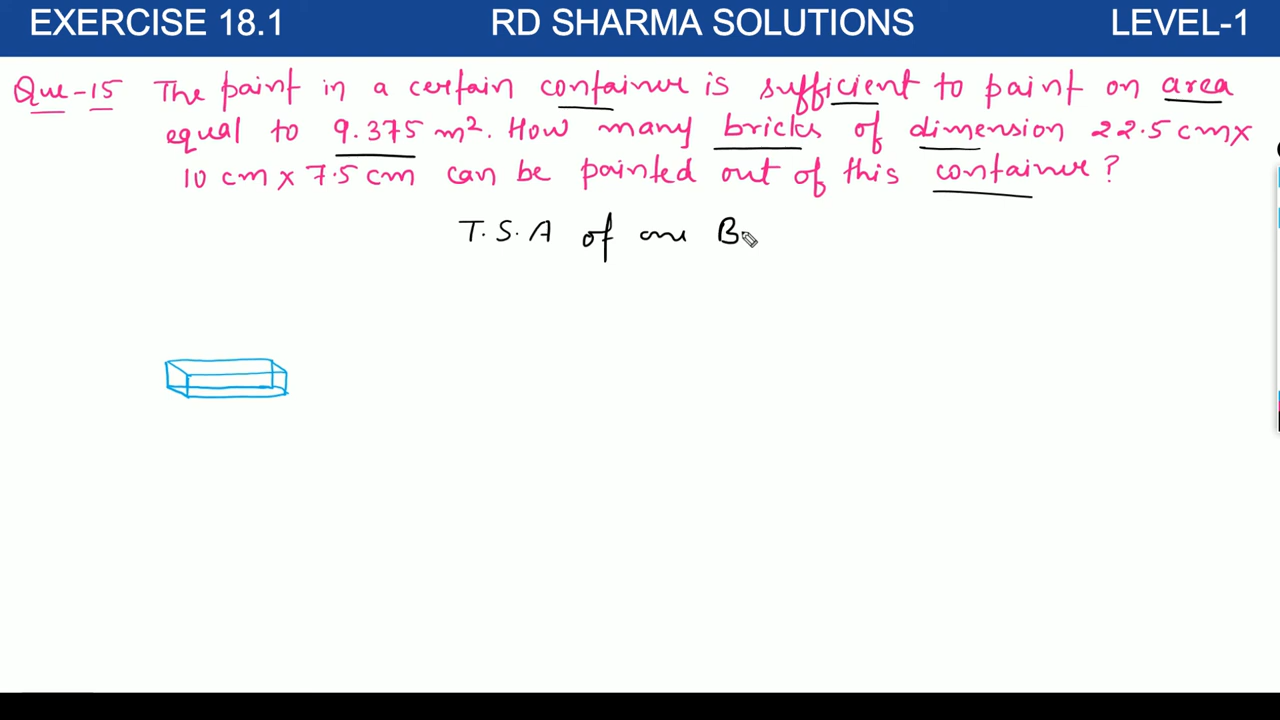 EXERCISE 18.1 RD SHARMA SOLUTIONS LEVEL-1
Que-15 The paint in a certain container is sufficient to paint on area
equal to 9.375 m². How many bricks of dimension 22.5 cm x
10 cm x 7.5 cm can be painted out of this container?
T.S.A of one B